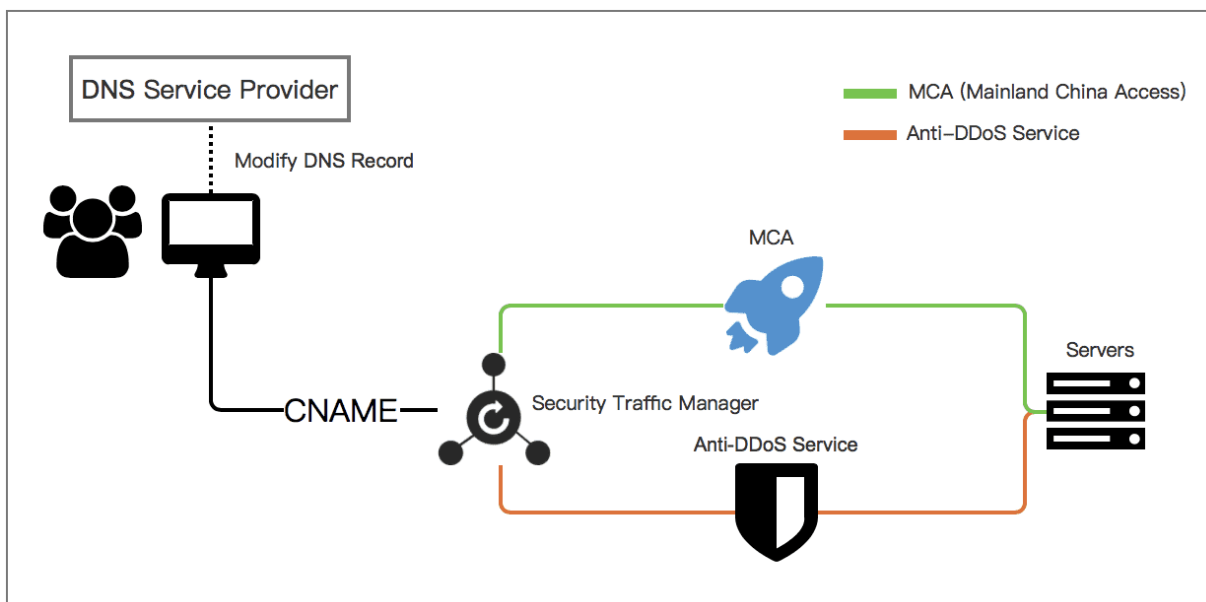 DNS Service Provider
MCA (Mainland China Access)
Anti–DDoS Service
Modify DNS Record
MCA
Servers
CNAME
Security Traffic Manager
Anti-DDoS Service